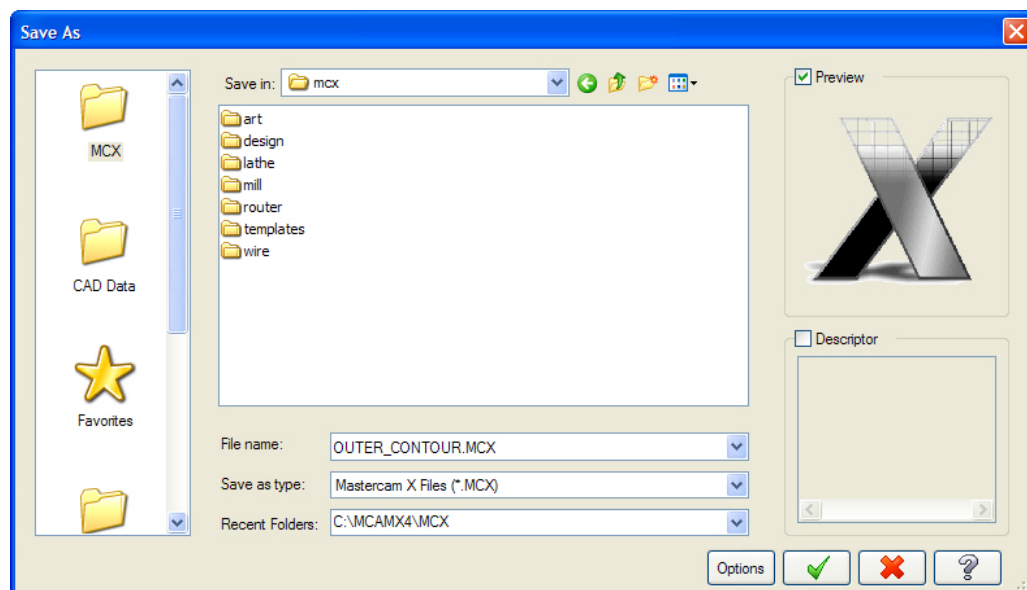 Save As
MCX
CAD Data
Favorites
Save in: mcx
art
design
lathe
mill
router
templates
wire
File name: OUTER_CONTOUR.MCX
Save as type: Mastercam X Files (*.MCX)
Recent Folders: C:\MCAMX4\MCX
Preview
Descriptor
Options